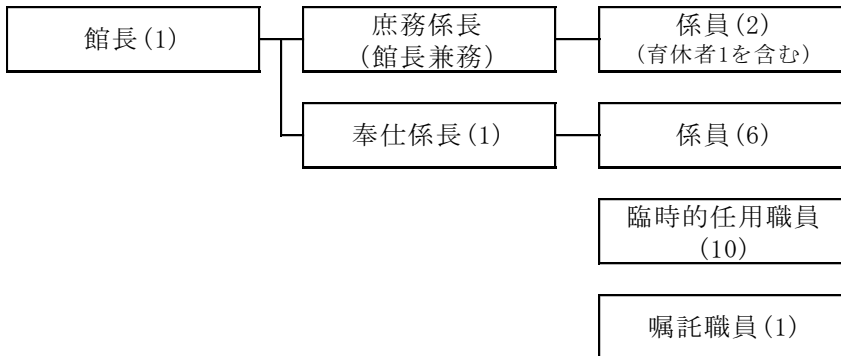 館長(1)
庶務係長
(館長兼務)
係員(2)
(育休者1を含む)
奉仕係長(1)
係員(6)
臨時的任用職員
(10)
嘱託職員(1)